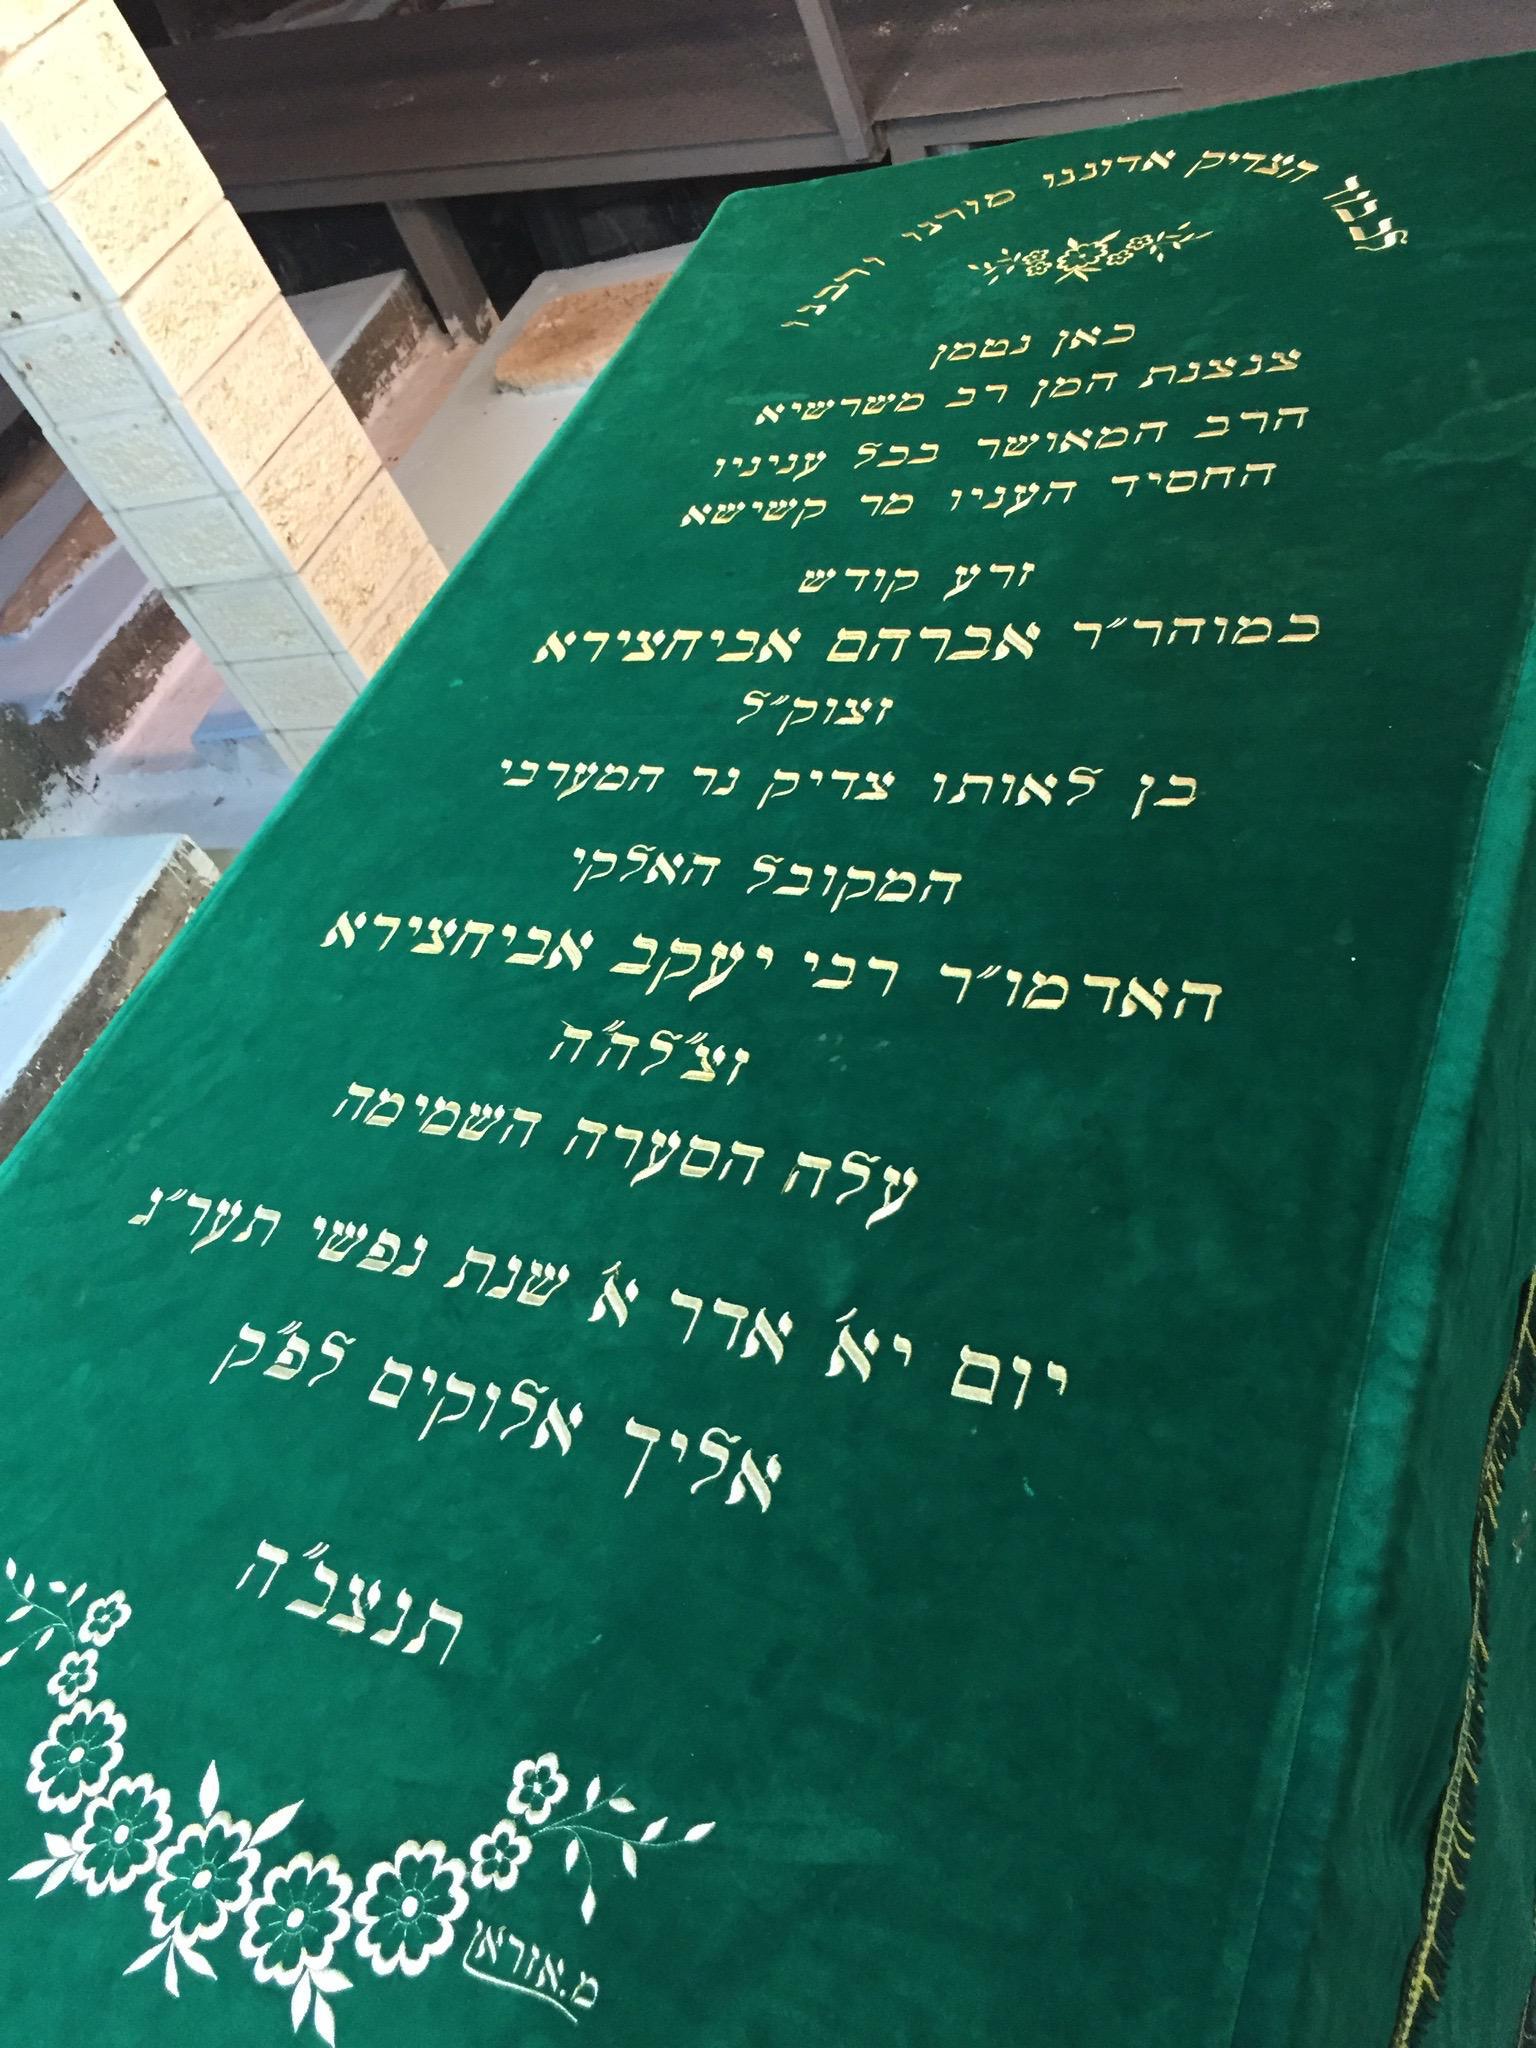 לכבוד הצדיק אדוננו מורנו ורבנו
כאן נטמן
צנצנת המן רב משרשיא
הרב המאושר בכל עניניו
החסיד העניו מר קשישא
זרע קודש
כמוהר״ר אברהם אביחצירא
זצוק״ל
בן לאותו צדיק נר המערבי
המקובל האלקי
האדמו״ר רבי יעקב אביחצירא
זצ״לה״ה
עלה הסערה השמימה
יום יא׳ אדר א׳ שנת נפשי תער״ג
אליך אלוקים לפ״ק
תנצב״ה
מ.אזראן